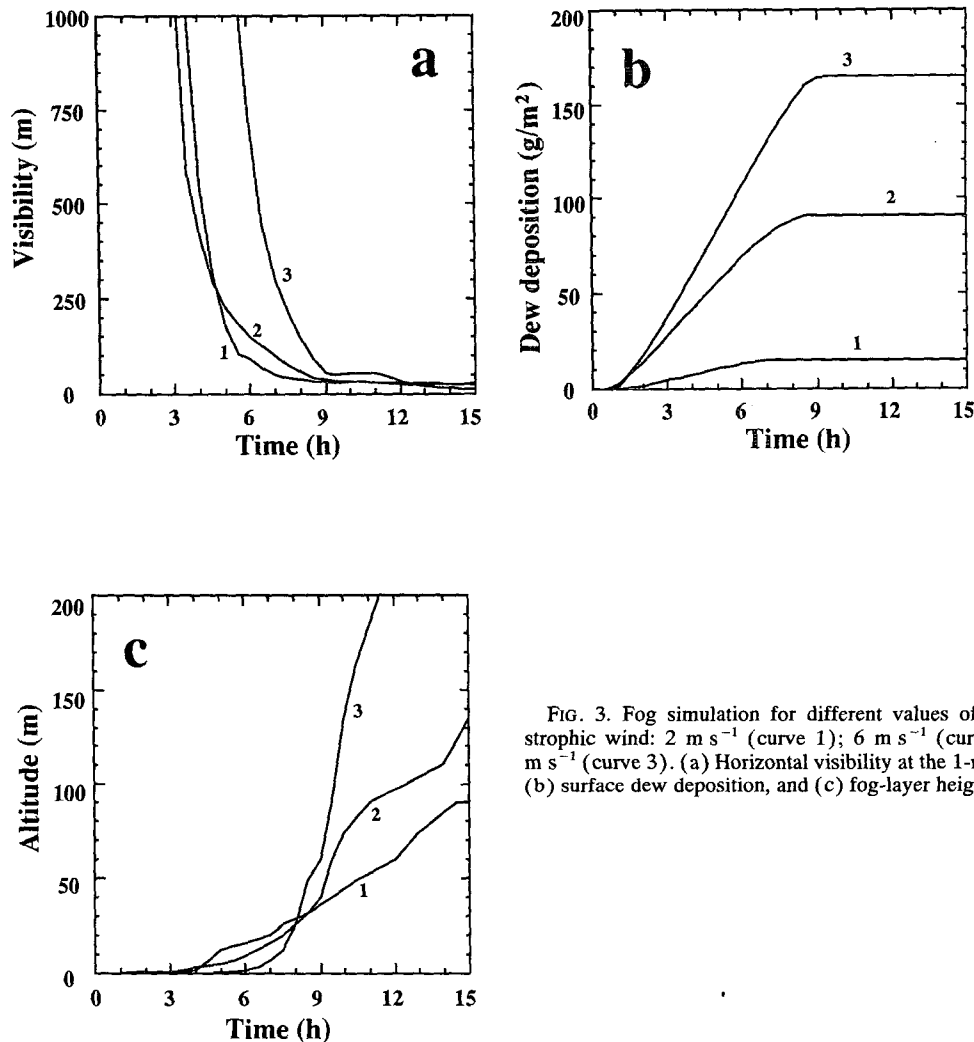 1000
750
500
250
0
Visibility (m)
a
3
2
1
0 3 6 9 12 15
Time (h)
200
150
100
50
0
Dew deposition (g/m²)
b
3
2
1
0 3 6 9 12 15
Time (h)
200
150
100
50
0
Altitude (m)
c
3
2
1
0 3 6 9 12 15
Time (h)
FIG. 3. Fog simulation for different values of
strophic wind: 2 m s⁻¹ (curve 1); 6 m s⁻¹ (cur
m s⁻¹ (curve 3). (a) Horizontal visibility at the 1-r
(b) surface dew deposition, and (c) fog-layer heig